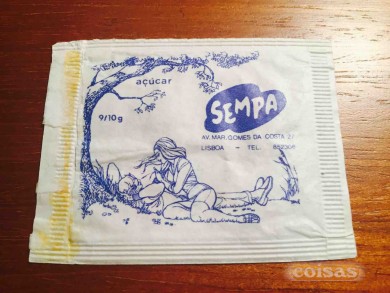 açúcar
9/10g
SEMPA
AV. MAR. GOMES DA COSTA
LISBOA - TEL.
coisas